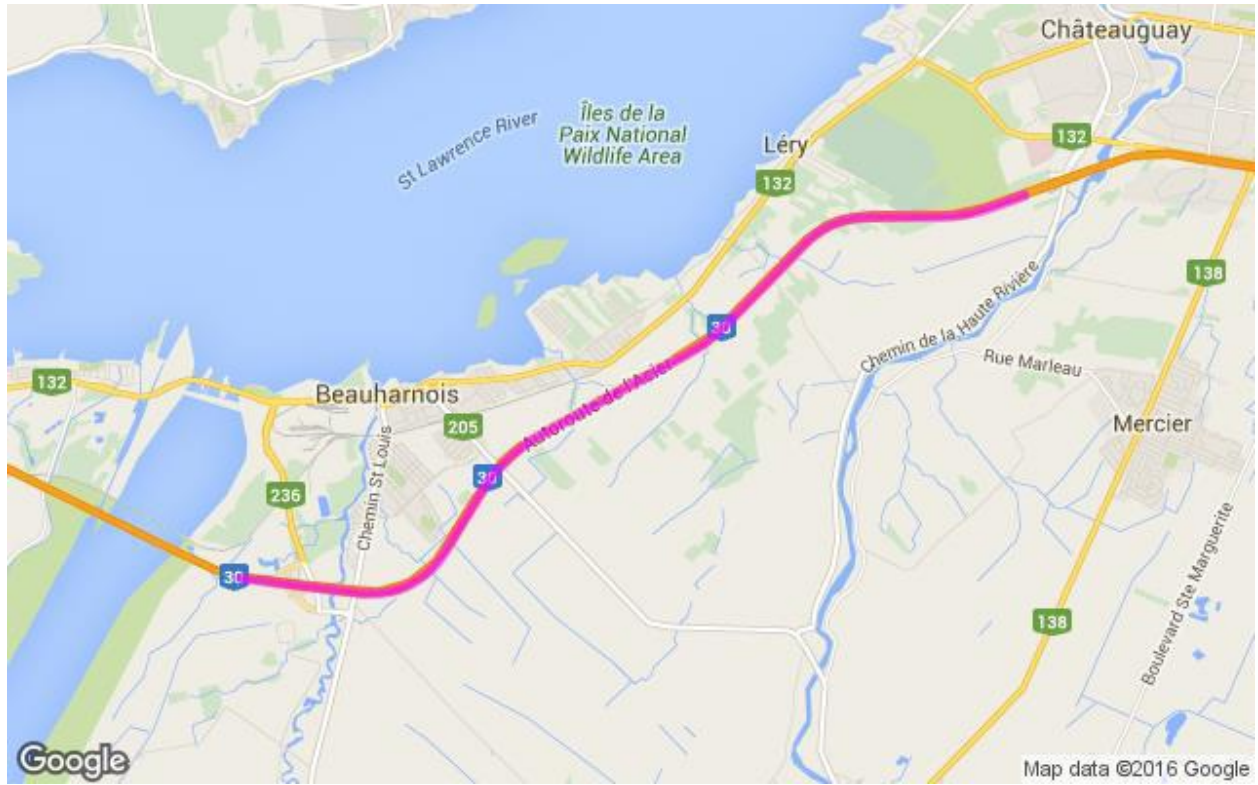 Châteauguay
Îles de la
Paix National
Wildlife Area
St Lawrence River
Léry
132
132
138
Chemin de la Haute Rivière
30
Rue Marleau
132
Beauharnois
Autoroute de l'Acier
205
Mercier
30
236
Chemin St Louis
Boulevard Ste Marguerite
30
138
Google
Map data ©2016 Google